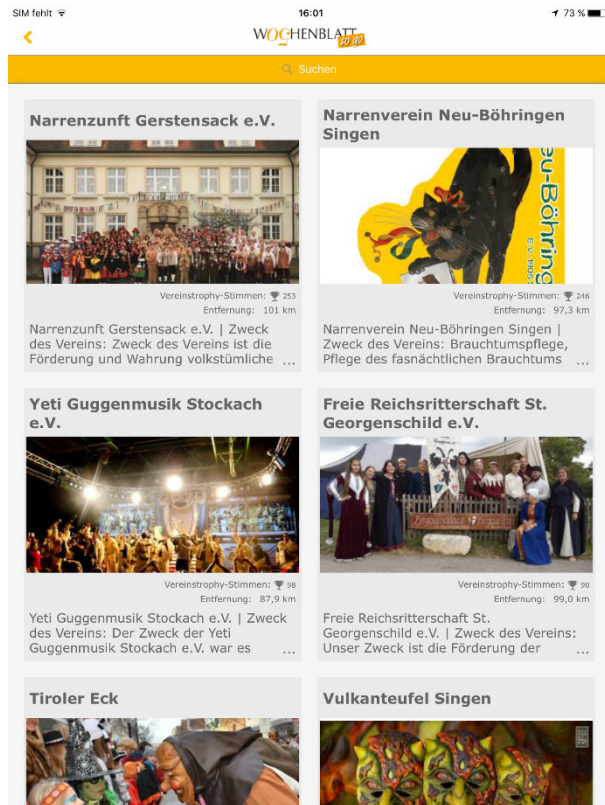 SIM fehlt
16:01
73 %
WOCHENBLATT
to go
Suchen
Narrenzunft Gerstensack e.V.
Vereinstrophy-Stimmen: 253
Entfernung: 101 km
Narrenzunft Gerstensack e.V. | Zweck
des Vereins: Zweck des Vereins ist die
Förderung und Wahrung volkstümliche ...
Narrenverein Neu-Böhringen
Singen
eu-Böhring
E.V. 1905
Vereinstrophy-Stimmen: 246
Entfernung: 97,3 km
Narrenverein Neu-Böhringen Singen |
Zweck des Vereins: Brauchtumspflege,
Pflege des fasnächtlichen Brauchtums ...
Yeti Guggenmusik Stockach
e.V.
Vereinstrophy-Stimmen: 98
Entfernung: 87,9 km
Yeti Guggenmusik Stockach e.V. | Zweck
des Vereins: Der Zweck der Yeti
Guggenmusik Stockach e.V. war es ...
Freie Reichsritterschaft St.
Georgenschild e.V.
Vereinstrophy-Stimmen: 90
Entfernung: 99,0 km
Freie Reichsritterschaft St.
Georgenschild e.V. | Zweck des Vereins:
Unser Zweck ist die Förderung der ...
Tiroler Eck
Vulkanteufel Singen